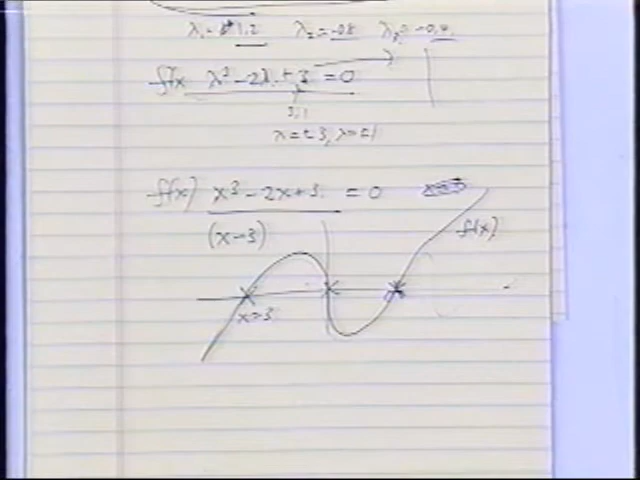 λ₁ = 1.2 λ₂ = -0.8 λ₃ = -0.4
f(x λ² - 2λ + 3 = 0
3, 1
f(x) x³ - 2x + 3. = 0
(x - 3)
f(x)
x = 3